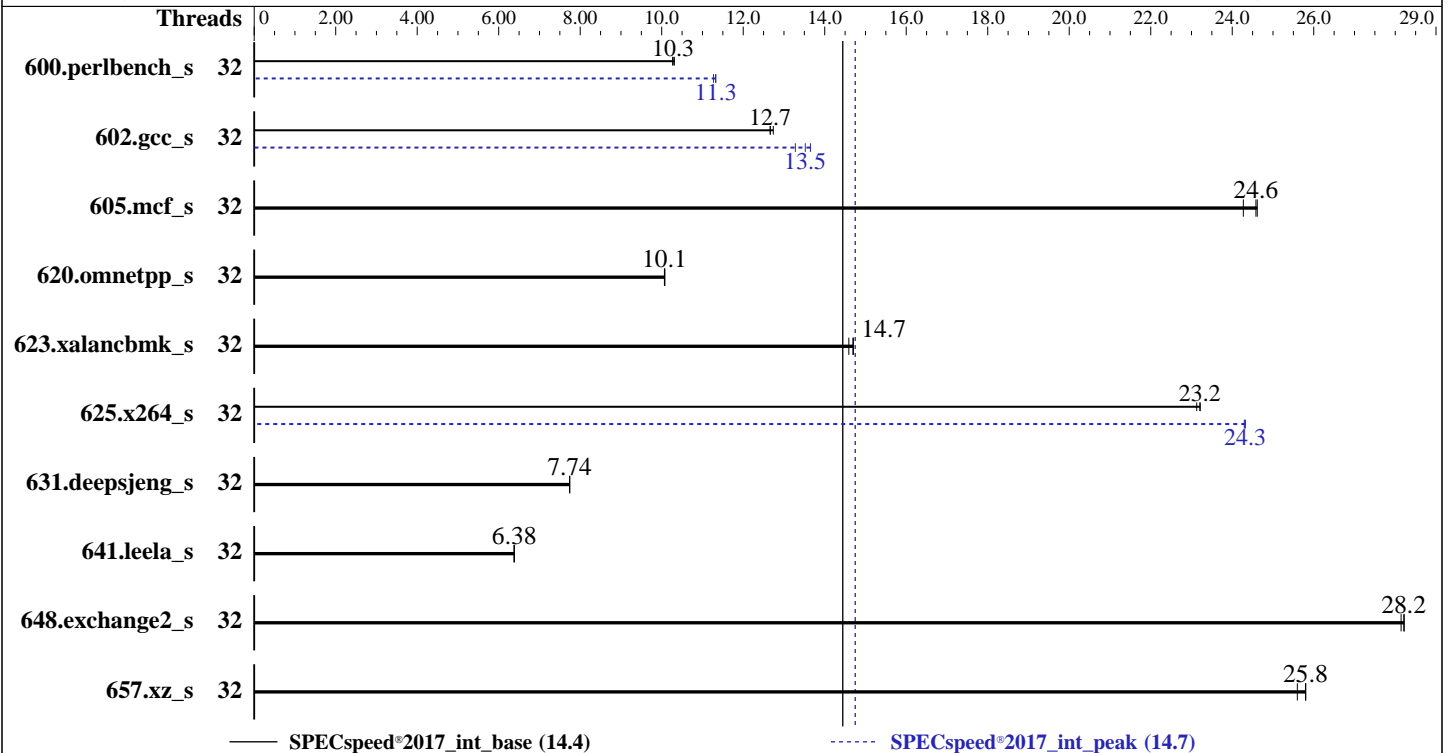 Threads 0 2.00 4.00 6.00 8.00 10.0 12.0 14.0 16.0 18.0 20.0 22.0 24.0 26.0 29.0
600.perlbench_s 32 10.3
11.3
602.gcc_s 32 12.7
13.5
605.mcf_s 32 24.6
620.omnetpp_s 32 10.1
623.xalancbmk_s 32 14.7
625.x264_s 32 23.2
24.3
631.deepsjeng_s 32 7.74
641.leela_s 32 6.38
648.exchange2_s 32 28.2
657.xz_s 32 25.8
SPECspeed®2017_int_base (14.4) SPECspeed®2017_int_peak (14.7)